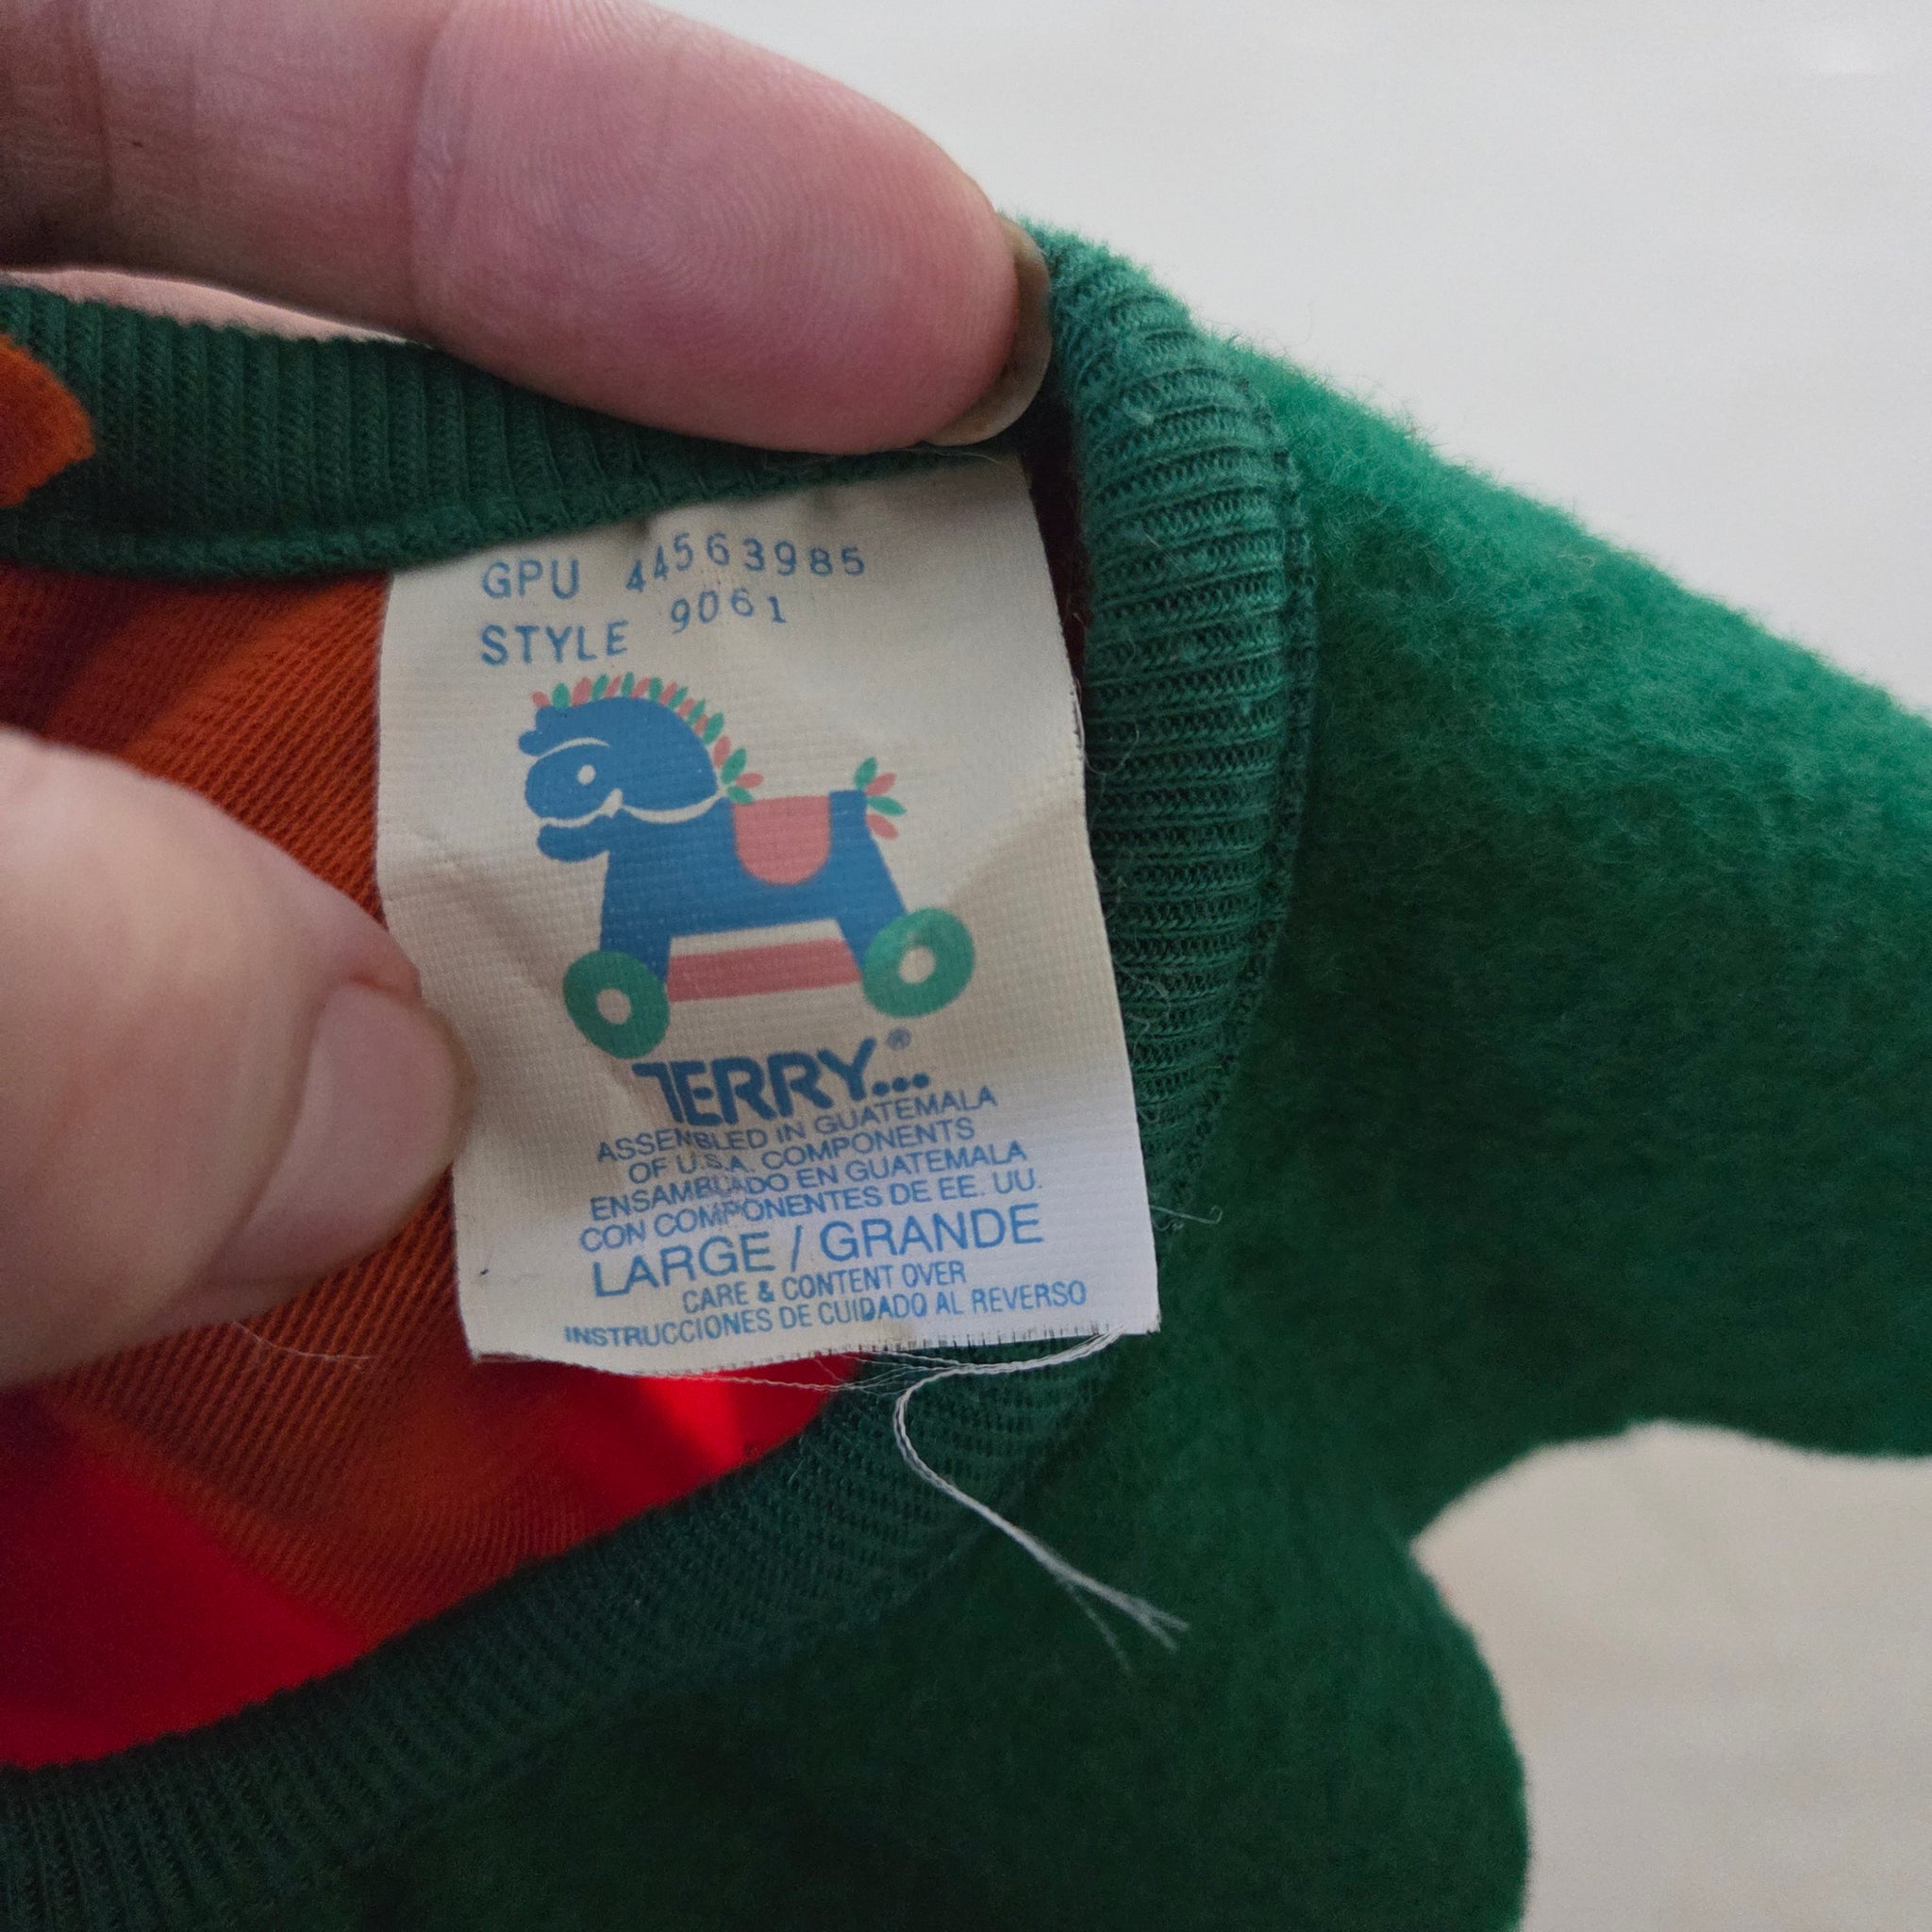 GPU 44563985
STYLE 9061
TERRY...®
ASSEMBLED IN GUATEMALA
OF U.S.A. COMPONENTS
ENSAMBLADO EN GUATEMALA
CON COMPONENTES DE EE. UU.
LARGE / GRANDE
CARE & CONTENT OVER
INSTRUCCIONES DE CUIDADO AL REVERSO